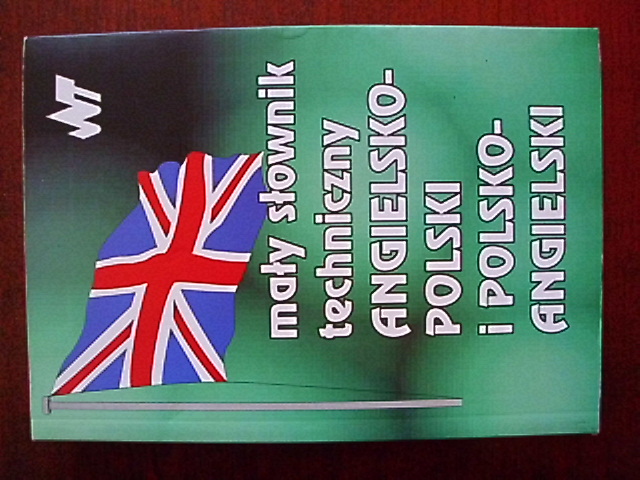 WNT
mały słownik
techniczny
ANGIELSKO-
POLSKI
i POLSKO-
ANGIELSKI